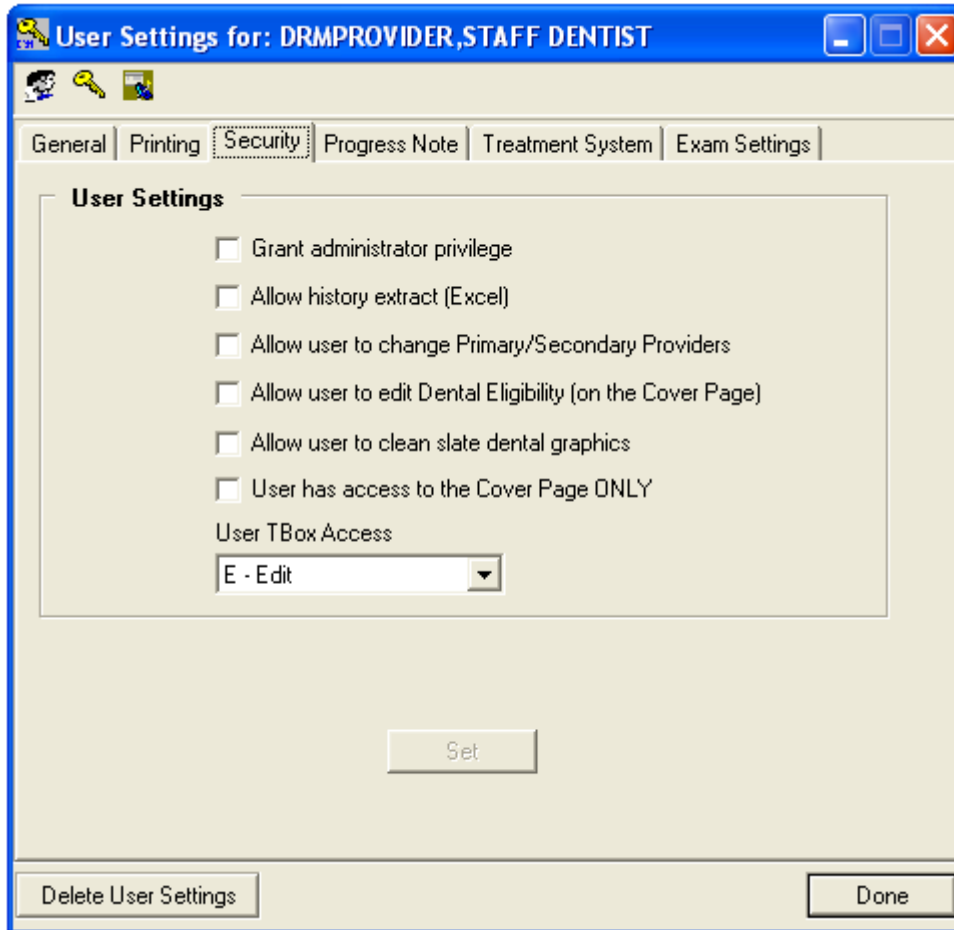 User Settings for: DRMPROVIDER,STAFF DENTIST
General Printing Security Progress Note Treatment System Exam Settings
User Settings
Grant administrator privilege
Allow history extract (Excel)
Allow user to change Primary/Secondary Providers
Allow user to edit Dental Eligibility (on the Cover Page)
Allow user to clean slate dental graphics
User has access to the Cover Page ONLY
User TBox Access
E - Edit
Set
Delete User Settings Done